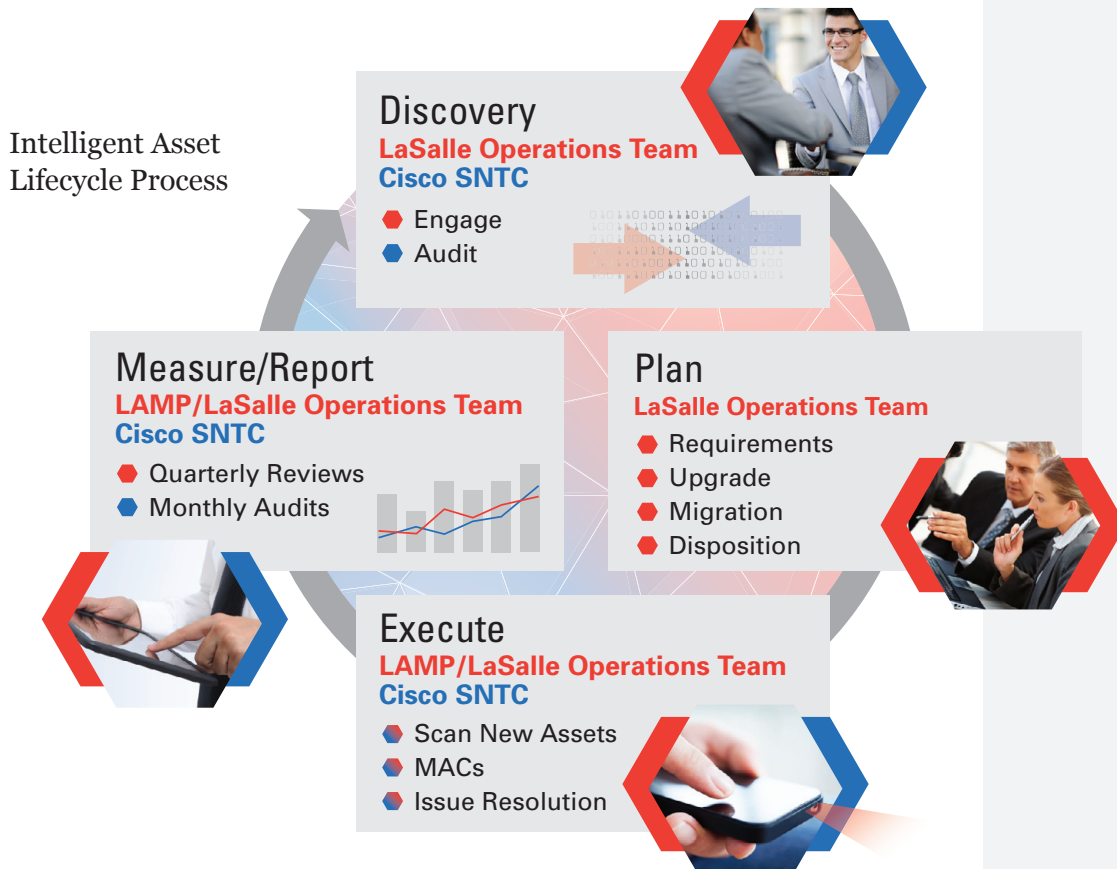 Intelligent Asset
Lifecycle Process
Discovery
LaSalle Operations Team
Cisco SNTC
Engage
Audit
Measure/Report
LAMP/LaSalle Operations Team
Cisco SNTC
Quarterly Reviews
Monthly Audits
Plan
LaSalle Operations Team
Requirements
Upgrade
Migration
Disposition
Execute
LAMP/LaSalle Operations Team
Cisco SNTC
Scan New Assets
MACs
Issue Resolution